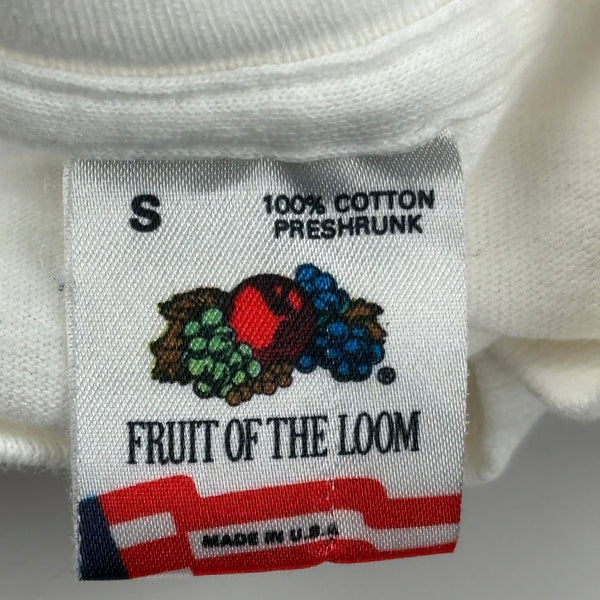 S
100% COTTON
PRESHRUNK
®
FRUIT OF THE LOOM
MADE IN U.S.A